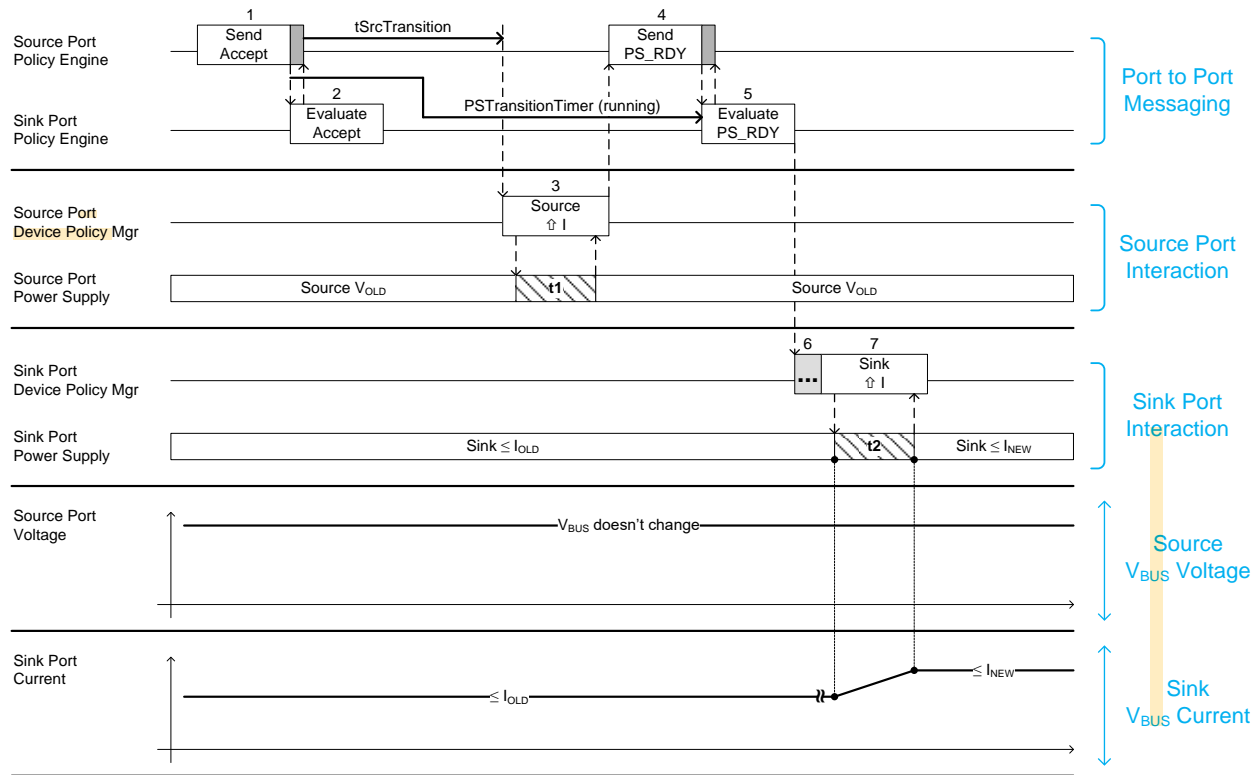 1
4
Source Port
Policy Engine
Send
Accept
tSrcTransition
Send
PS_RDY
Port to Port
Messaging
2
5
Sink Port
Policy Engine
Evaluate
Accept
PSTransitionTimer (running)
Evaluate
PS_RDY
3
Source Port
Device Policy Mgr
Source
⇧ I
Source Port
Interaction
Source Port
Power Supply
Source VOLD
t1
Source VOLD
6
7
Sink Port
Device Policy Mgr
...
Sink
⇧ I
Sink Port
Interaction
Sink Port
Power Supply
Sink ≤ IOLD
t2
Sink ≤ INEW
Source Port
Voltage
VBUS doesn't change
Source
VBUS Voltage
Sink Port
Current
≤ IOLD
≤ INEW
Sink
VBUS Current